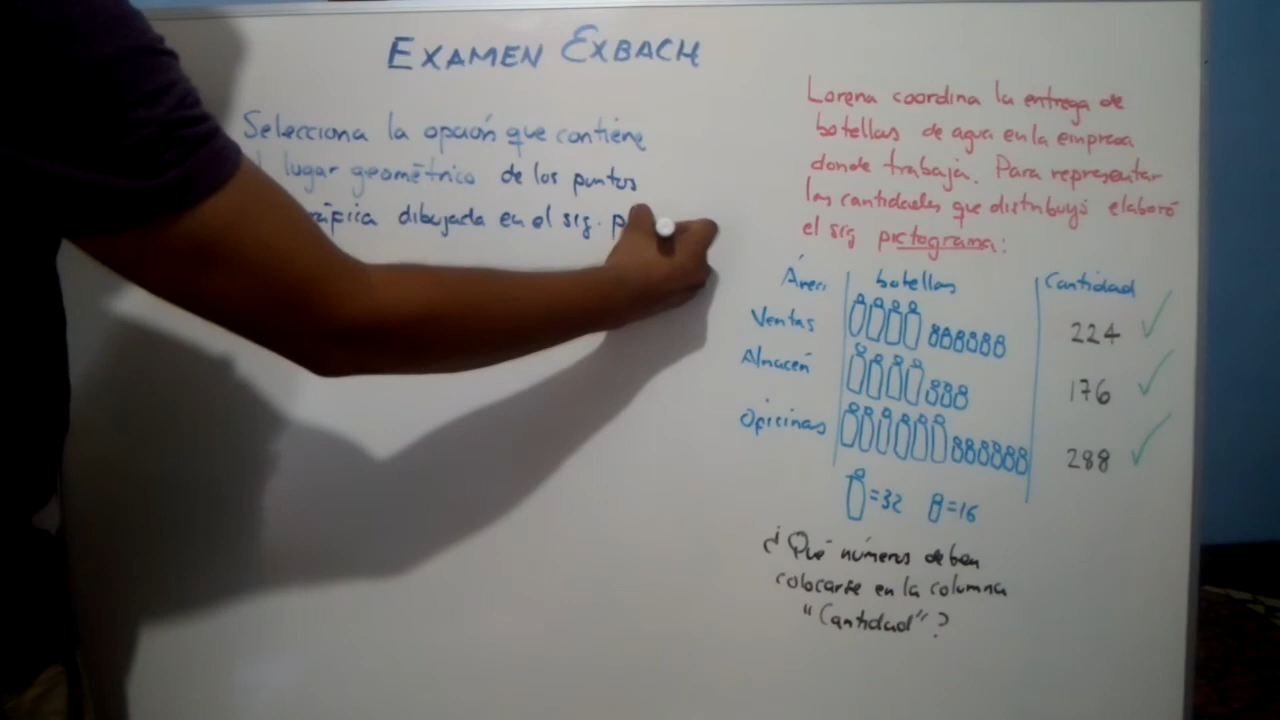 EXAMEN EXBACH
Selecciona la opción que contiene
lugar geométrico de los puntos
dibujada en el sig. p
Lorena coordina la entrega de
botellas de agua en la empresa
donde trabaja. Para representar
las cantidades que distribuyó elaboró
el sig pictograma:
Área botellas Cantidad
Ventas 224
Almacén 176
Oficinas 288
=32 =16
¿Qué números deben
colocarse en la columna
"Cantidad"?